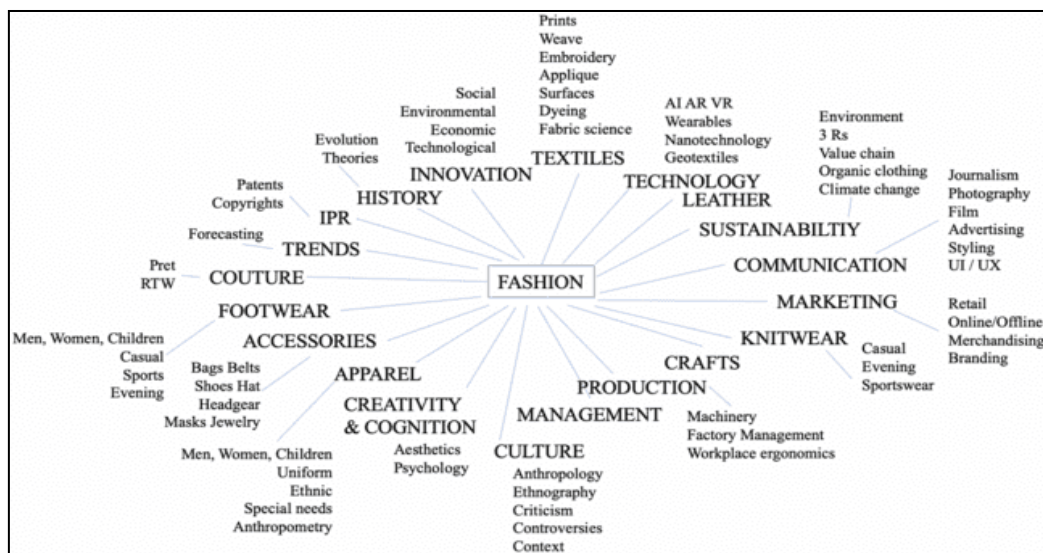 Prints
Weave
Embroidery
Applique
Surfaces
Dyeing
Fabric science
TEXTILES
Social
Environmental
Economic
Technological
INNOVATION
Evolution
Theories
HISTORY
Patents
Copyrights
IPR
Forecasting
TRENDS
Pret
RTW
COUTURE
FOOTWEAR
Men, Women, Children
Casual
Sports
Evening
ACCESSORIES
Bags Belts
Shoes Hat
Headgear
Masks Jewelry
APPAREL
Men, Women, Children
Uniform
Ethnic
Special needs
Anthropometry
CREATIVITY
& COGNITION
Aesthetics
Psychology
CULTURE
Anthropology
Ethnography
Criticism
Controversies
Context
FASHION
AI AR VR
Wearables
Nanotechnology
Geotextiles
TECHNOLOGY
LEATHER
Environment
3 Rs
Value chain
Organic clothing
Climate change
SUSTAINABILTIY
Journalism
Photography
Film
Advertising
Styling
UI / UX
COMMUNICATION
MARKETING
Retail
Online/Offline
Merchandising
Branding
KNITWEAR
Casual
Evening
Sportswear
CRAFTS
PRODUCTION
MANAGEMENT
Machinery
Factory Management
Workplace ergonomics